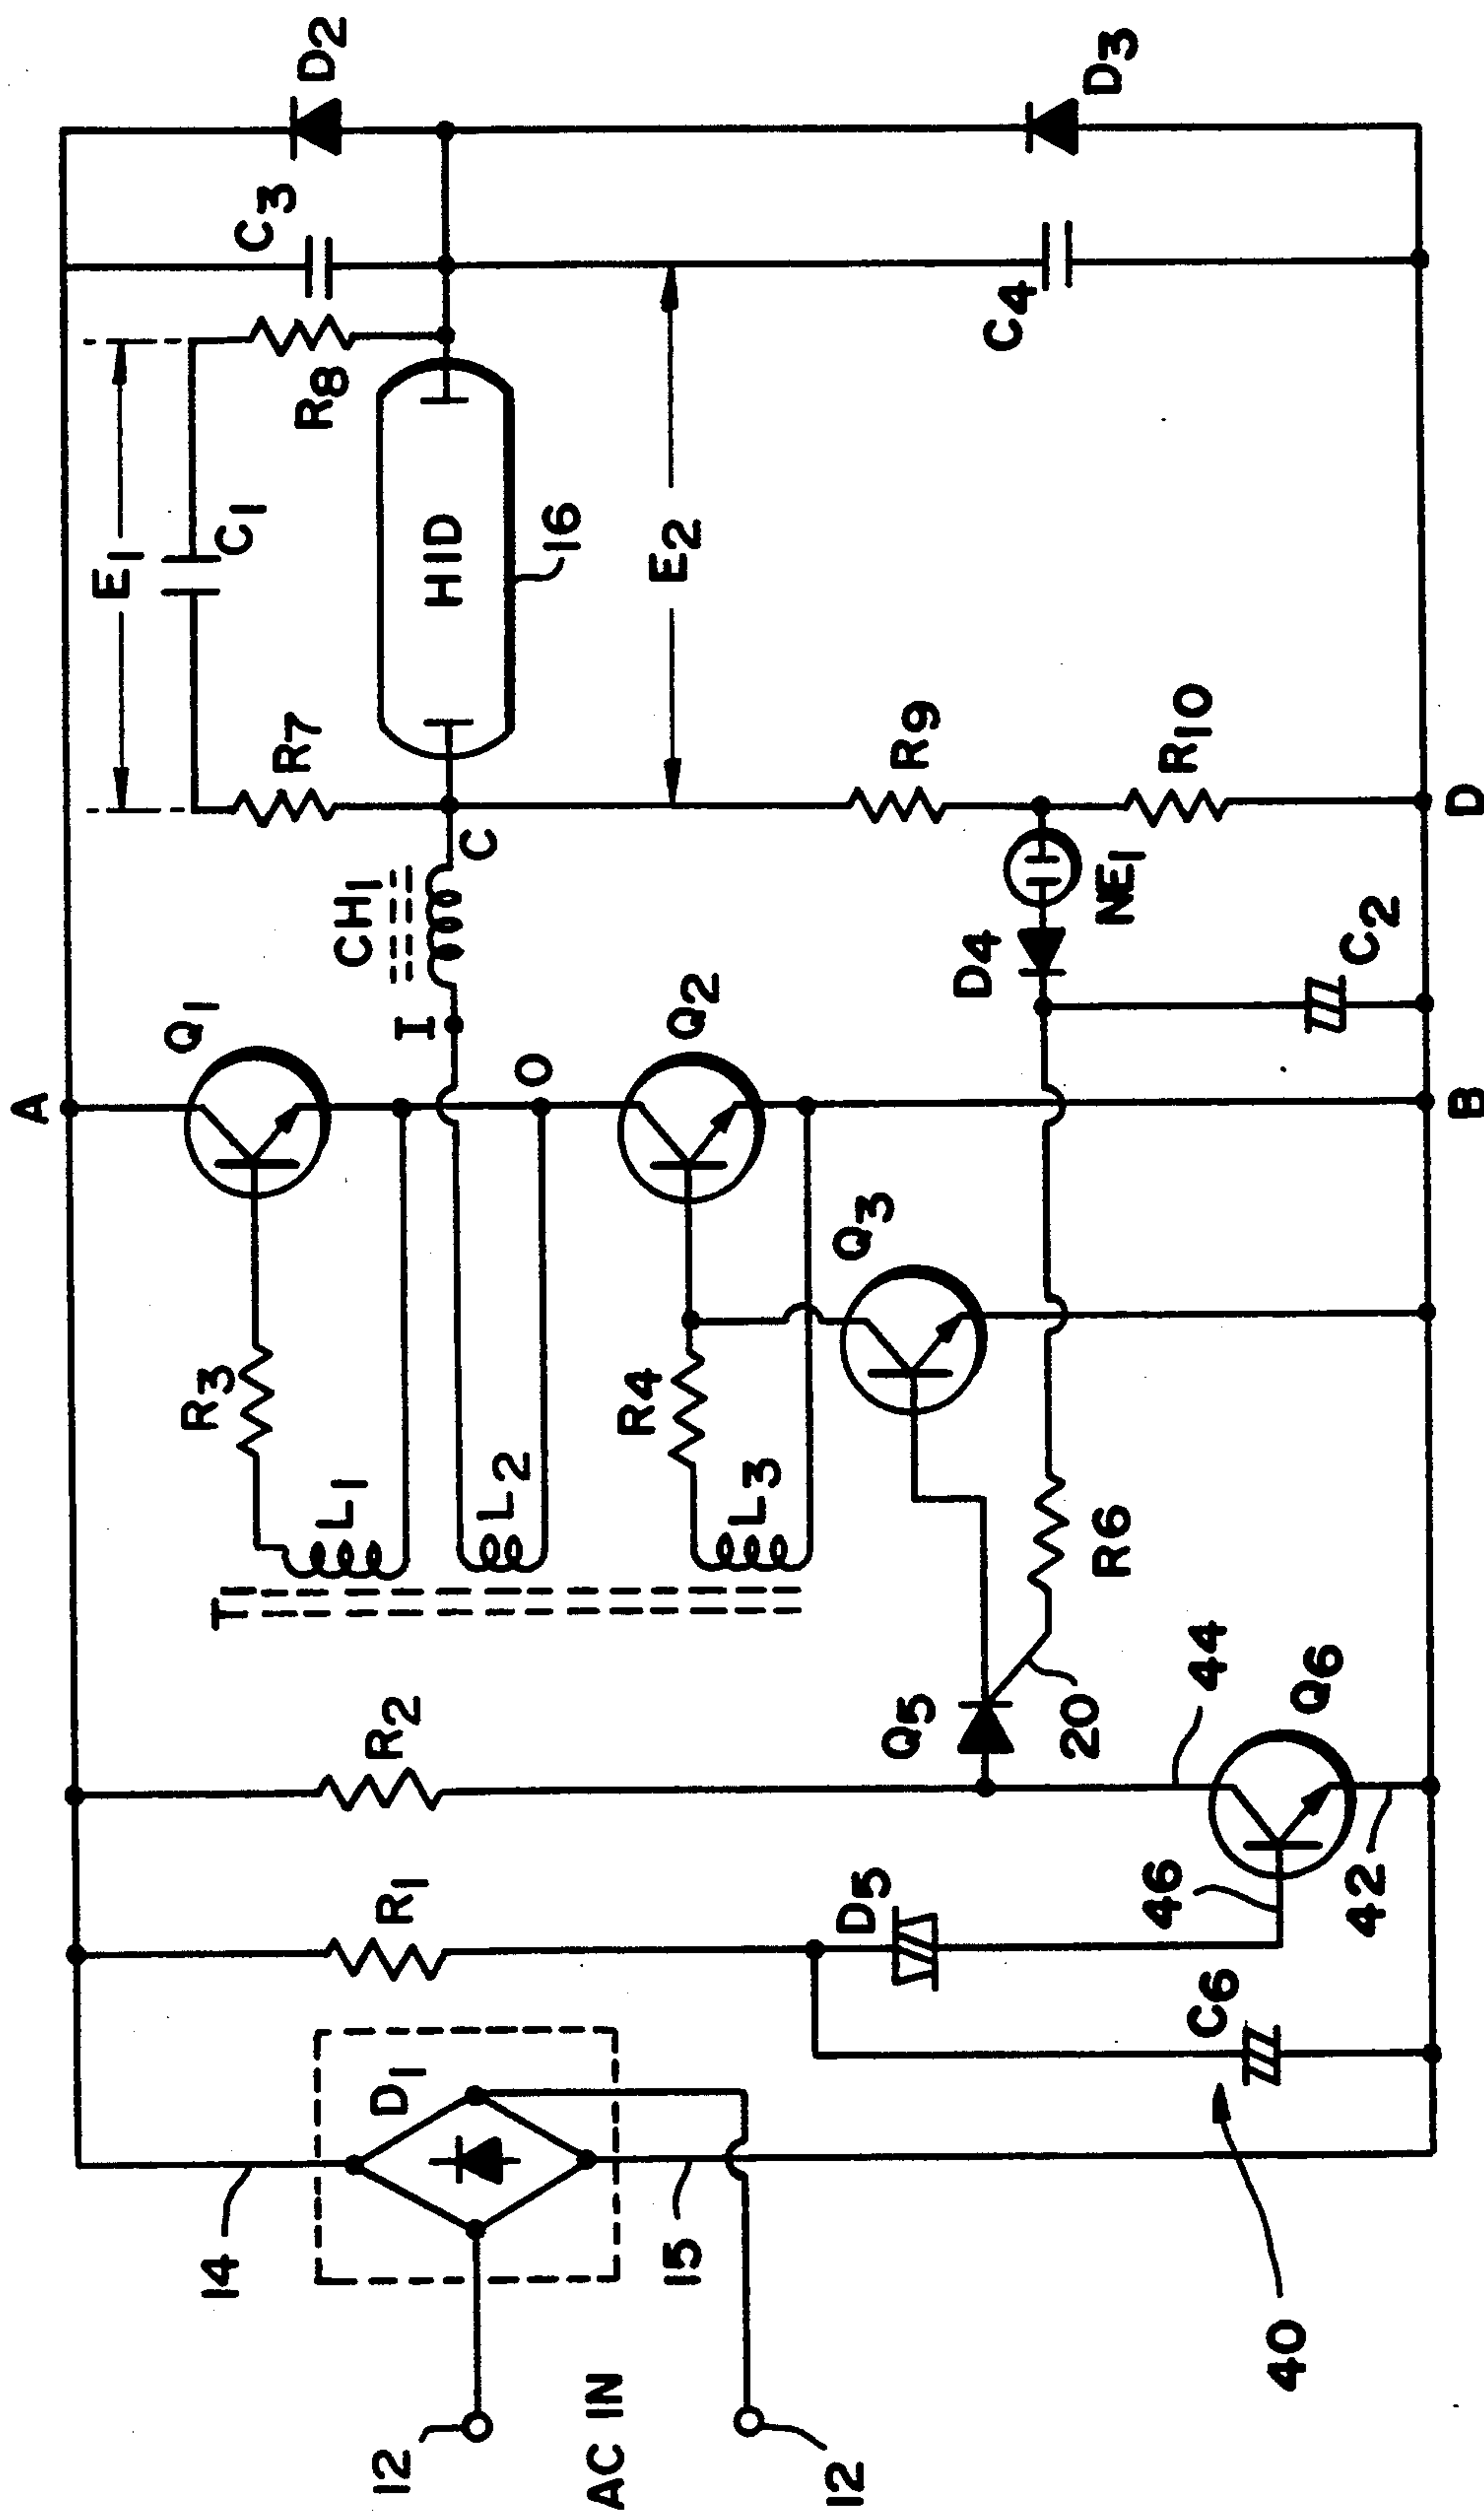 A
D2
E1
C3
C1
R8
Q1
R7
14
D1
R1
R2
R3
T1
L1
CH1
I
C
HID
16
12
AC IN
L2
O
E2
15
R4
L3
Q2
Q3
R9
D3
12
D5
Q5
D4
C4
NE1
20
R6
R10
46
44
C6
Q6
C2
40
42
B
D